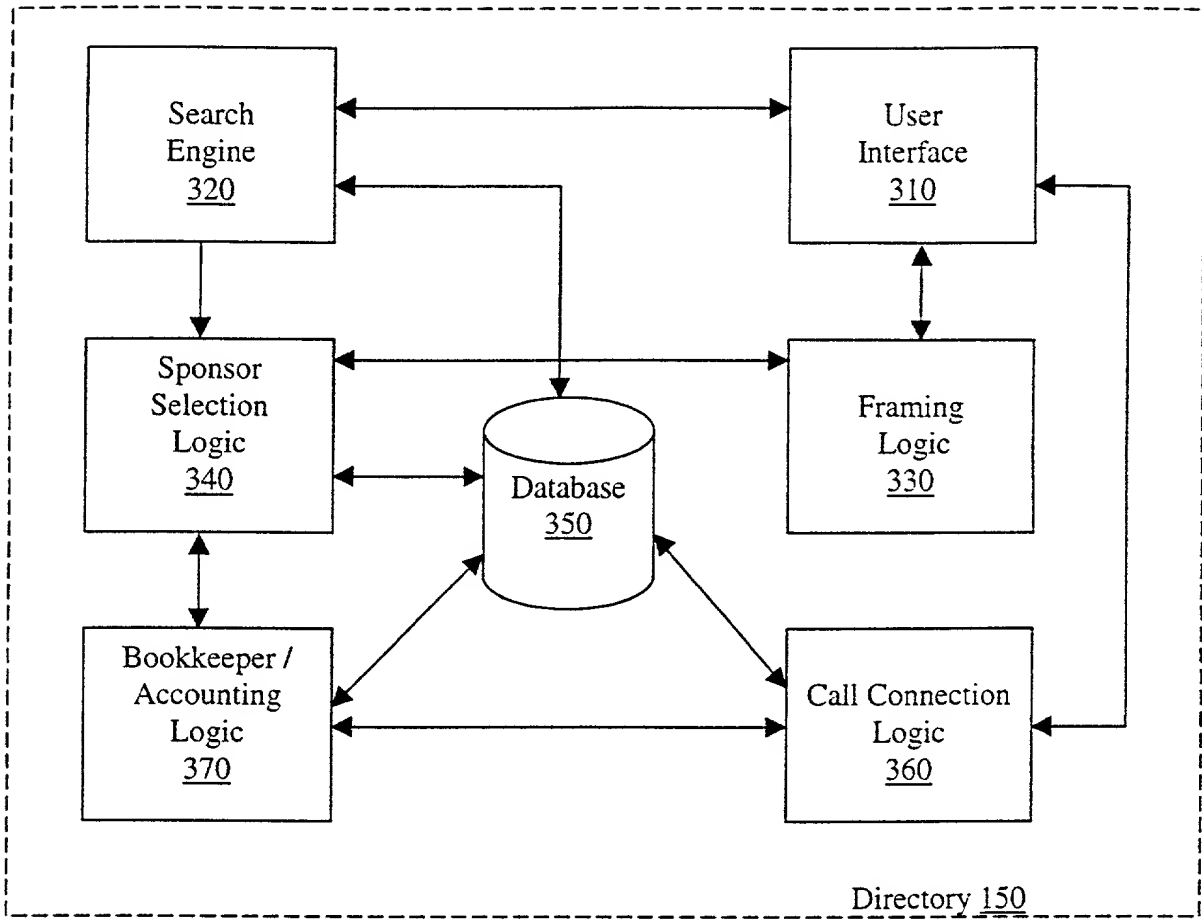 Search
Engine
320
User
Interface
310
Sponsor
Selection
Logic
340
Framing
Logic
330
Database
350
Bookkeeper /
Accounting
Logic
370
Call Connection
Logic
360
Directory 150